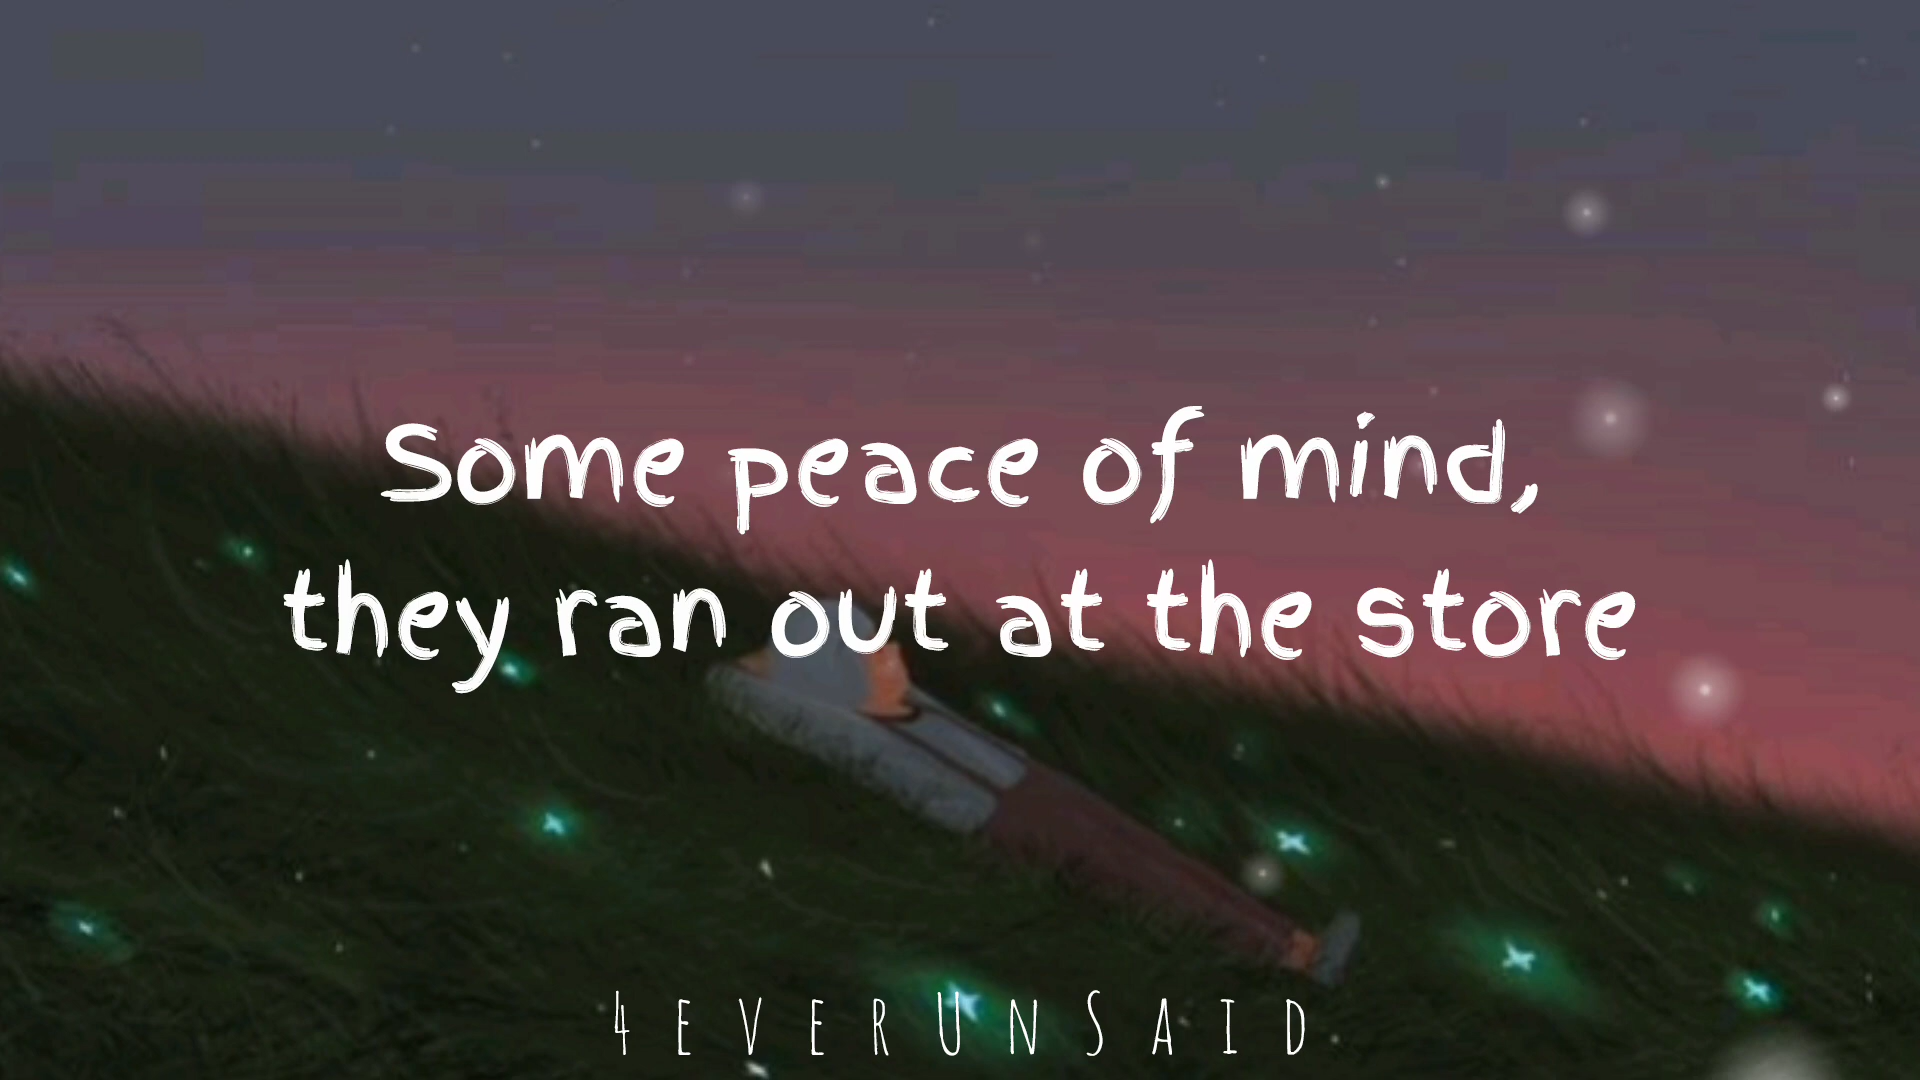 Some peace of mind,
they ran out at the store
4everUnSaid